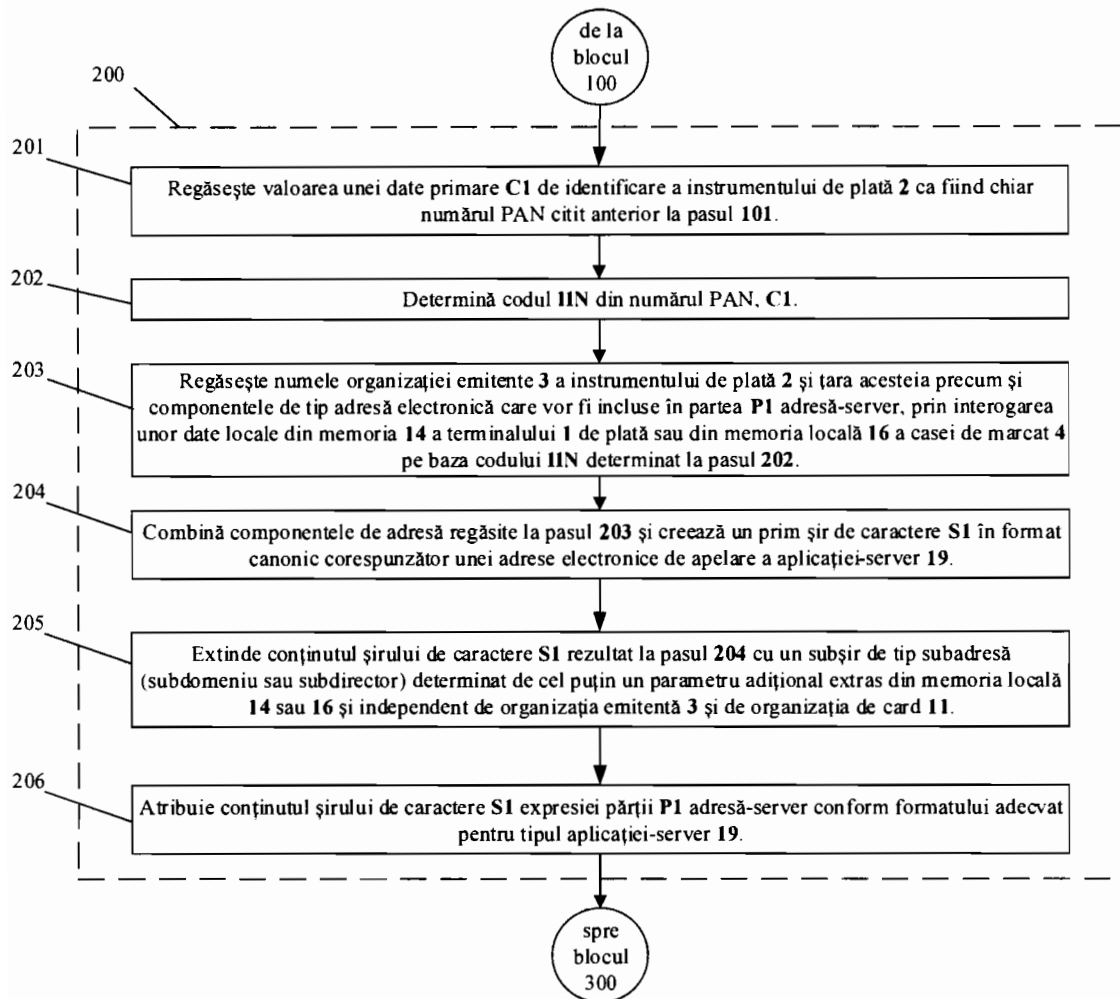 de la
blocul
100
200
201
Regăsește valoarea unei date primare C1 de identificare a instrumentului de plată 2 ca fiind chiar
numărul PAN citit anterior la pasul 101.
202
Determină codul IIN din numărul PAN, C1.
203
Regăsește numele organizației emitente 3 a instrumentului de plată 2 și țara acesteia precum și
componentele de tip adresă electronică care vor fi incluse în partea P1 adresă-server, prin interogarea
unor date locale din memoria 14 a terminalului 1 de plată sau din memoria locală 16 a casei de marcat 4
pe baza codului IIN determinat la pasul 202.
204
Combină componentele de adresă regăsite la pasul 203 și creează un prim șir de caractere S1 în format
canonic corespunzător unei adrese electronice de apelare a aplicației-server 19.
205
Extinde conținutul șirului de caractere S1 rezultat la pasul 204 cu un subșir de tip subadresă
(subdomeniu sau subdirector) determinat de cel puțin un parametru adițional extras din memoria locală
14 sau 16 și independent de organizația emitentă 3 și de organizația de card 11.
206
Atribuie conținutul șirului de caractere S1 expresiei părții P1 adresă-server conform formatului adecvat
pentru tipul aplicației-server 19.
spre
blocul
300